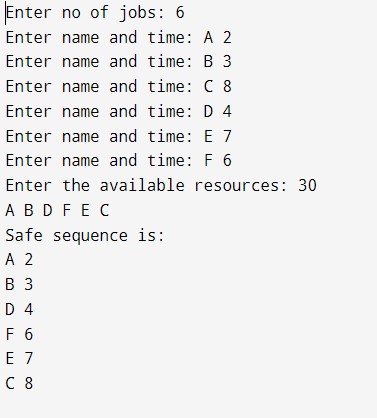 Enter no of jobs: 6
Enter name and time: A 2
Enter name and time: B 3
Enter name and time: C 8
Enter name and time: D 4
Enter name and time: E 7
Enter name and time: F 6
Enter the available resources: 30
A B D F E C
Safe sequence is:
A 2
B 3
D 4
F 6
E 7
C 8